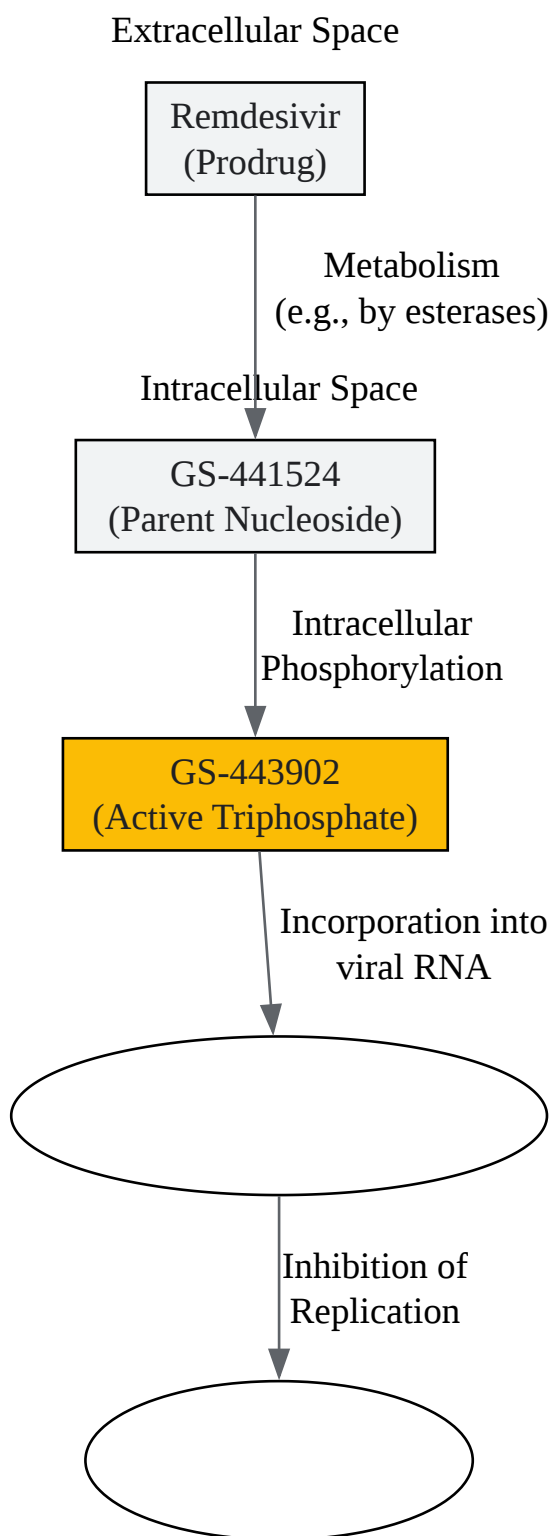 Extracellular Space
Remdesivir
(Prodrug)
Metabolism
(e.g., by esterases)
Intracellular Space
GS-441524
(Parent Nucleoside)
Intracellular
Phosphorylation
GS-443902
(Active Triphosphate)
Incorporation into
viral RNA
Inhibition of
Replication